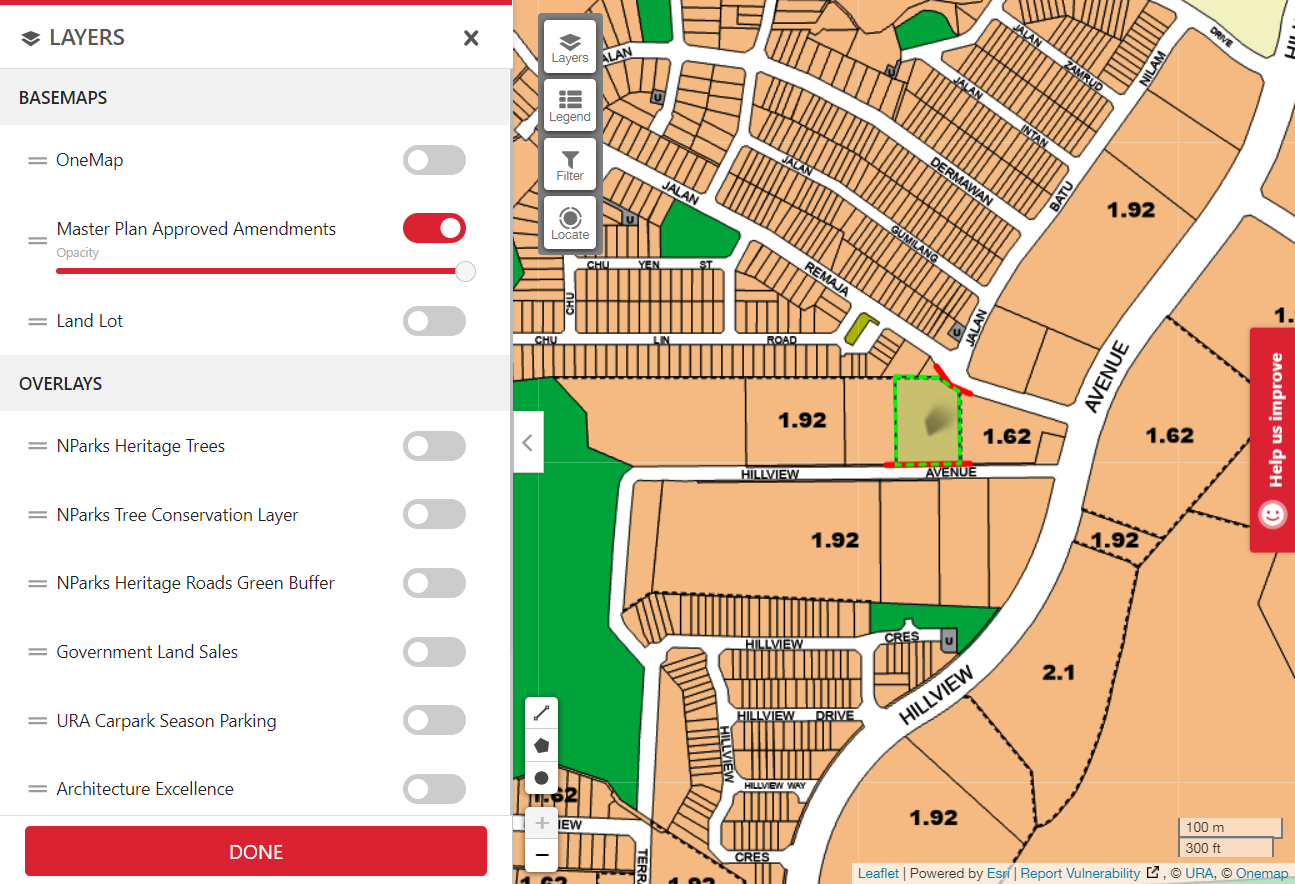 LAYERS
BASEMAPS
OneMap
Master Plan Approved Amendments
Opacity
Land Lot
OVERLAYS
NParks Heritage Trees
NParks Tree Conservation Layer
NParks Heritage Roads Green Buffer
Government Land Sales
URA Carpark Season Parking
Architecture Excellence
DONE
Layers
Legend
Filter
Locate
ALAN
U
JALAN
ZAMRUD
NILAM
DRIVE
U
JALAN
INTAN
DERMAWAN
BATU
1.92
JALAN
GUMILANG
JALAN
U
REMAJA
CHU YEN ST
CHU
CHU LIN ROAD
U
JALAN
AVENUE
1.92
1.62
1.62
HILLVIEW AVENUE
1.92
1.92
HILLVIEW CRES
U
2.1
HILLVIEW
HILLVIEW DRIVE
HILLVIEW
HILLVIEW WAY
1.62
IEW
1.92
CRES
TERR
1.62
1.92
Help us improve
100 m
300 ft
Leaflet | Powered by Esri | Report Vulnerability , © URA, © Onemap